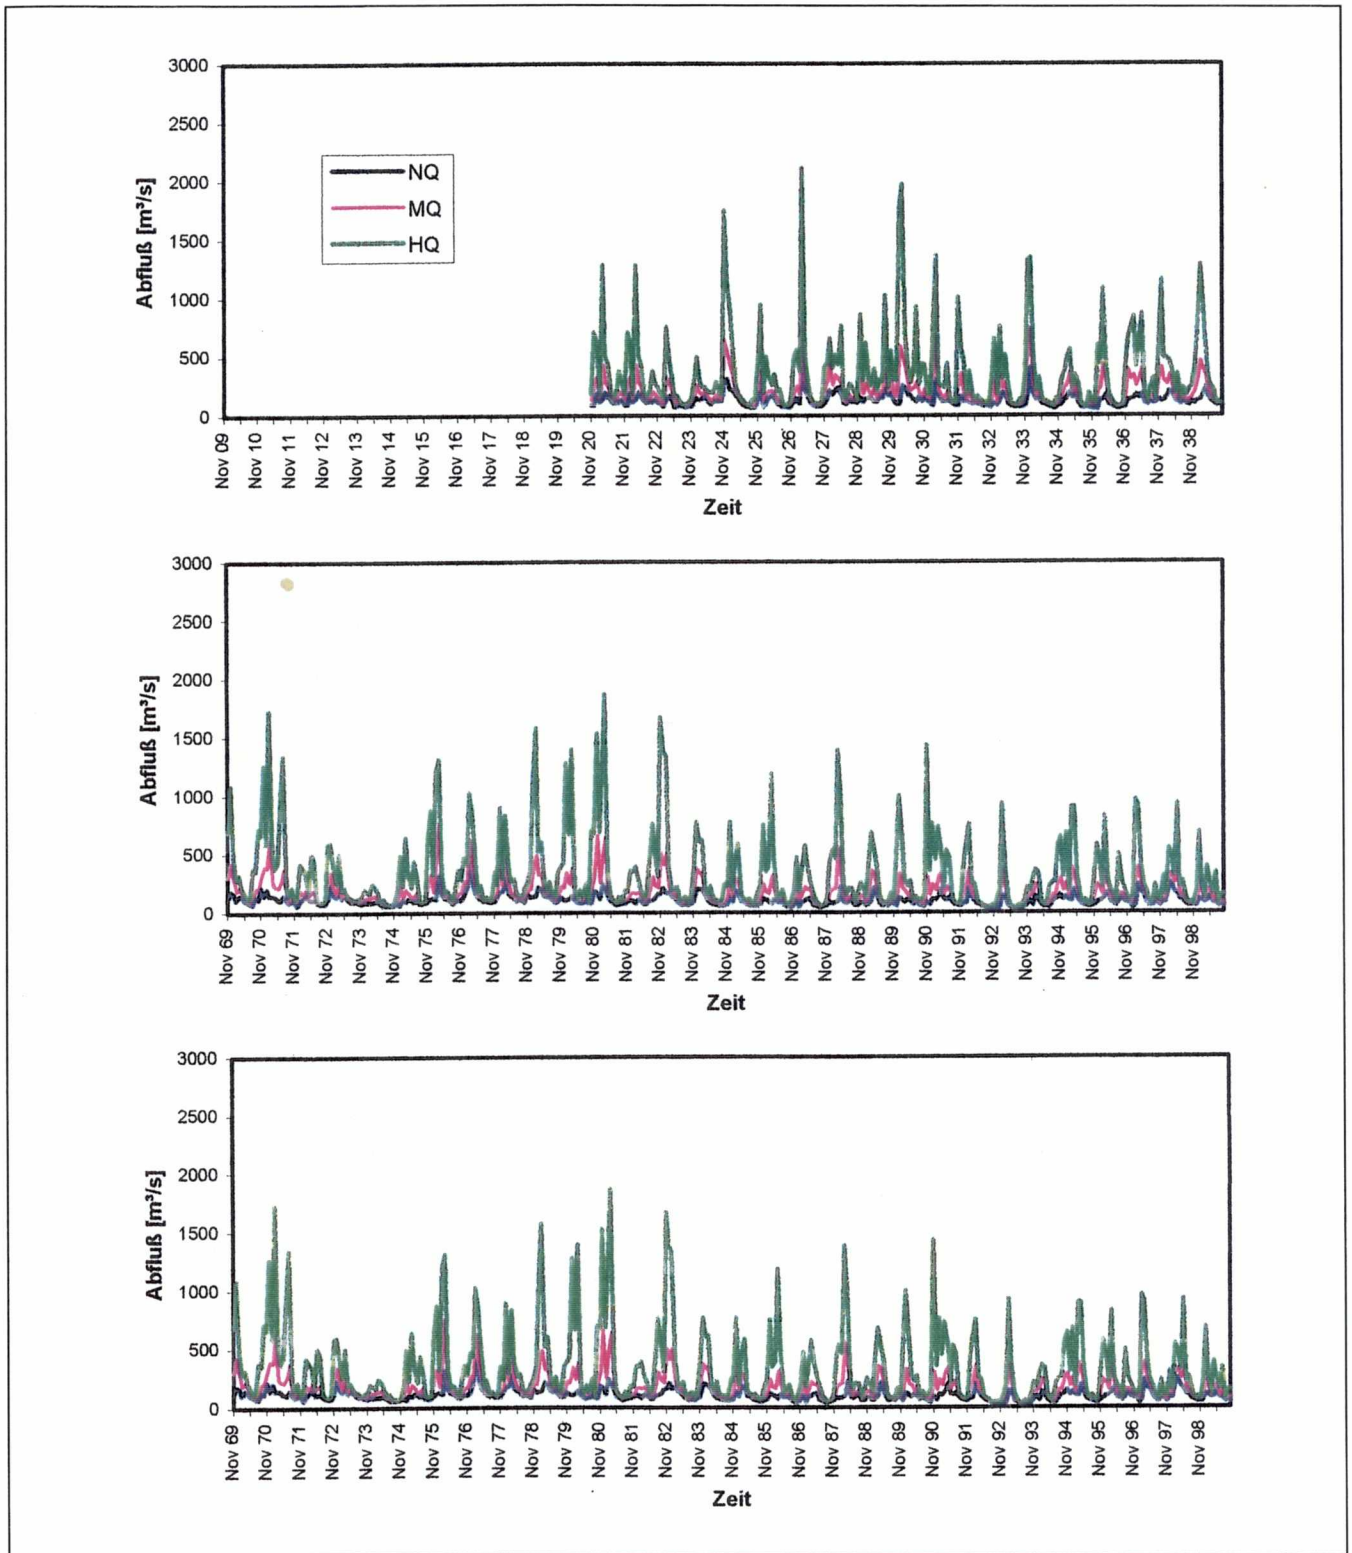 3000
2500
2000
1500
1000
500
0
Abfluß [m³/s]
NQ
MQ
HQ
Nov 09
Nov 10
Nov 11
Nov 12
Nov 13
Nov 14
Nov 15
Nov 16
Nov 17
Nov 18
Nov 19
Nov 20
Nov 21
Nov 22
Nov 23
Nov 24
Nov 25
Nov 26
Nov 27
Nov 28
Nov 29
Nov 30
Nov 31
Nov 32
Nov 33
Nov 34
Nov 35
Nov 36
Nov 37
Nov 38
Zeit
3000
2500
2000
1500
1000
500
0
Abfluß [m³/s]
Nov 69
Nov 70
Nov 71
Nov 72
Nov 73
Nov 74
Nov 75
Nov 76
Nov 77
Nov 78
Nov 79
Nov 80
Nov 81
Nov 82
Nov 83
Nov 84
Nov 85
Nov 86
Nov 87
Nov 88
Nov 89
Nov 90
Nov 91
Nov 92
Nov 93
Nov 94
Nov 95
Nov 96
Nov 97
Nov 98
Zeit
3000
2500
2000
1500
1000
500
0
Abfluß [m³/s]
Nov 69
Nov 70
Nov 71
Nov 72
Nov 73
Nov 74
Nov 75
Nov 76
Nov 77
Nov 78
Nov 79
Nov 80
Nov 81
Nov 82
Nov 83
Nov 84
Nov 85
Nov 86
Nov 87
Nov 88
Nov 89
Nov 90
Nov 91
Nov 92
Nov 93
Nov 94
Nov 95
Nov 96
Nov 97
Nov 98
Zeit